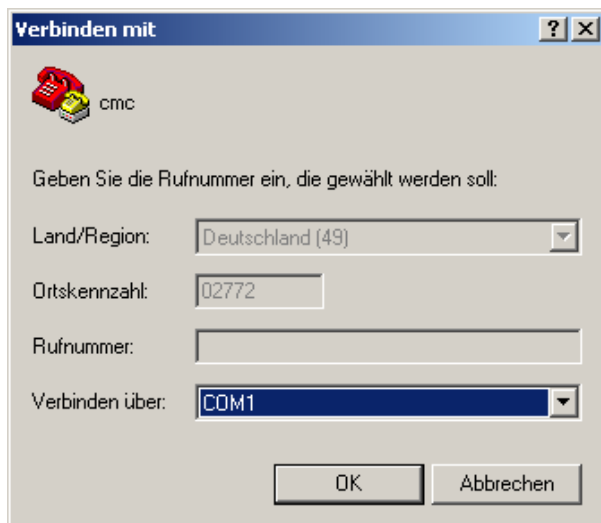 Verbinden mit
cmc
Geben Sie die Rufnummer ein, die gewählt werden soll:
Land/Region: Deutschland (49)
Ortskennzahl: 02772
Rufnummer:
Verbinden über: COM1
OK Abbrechen